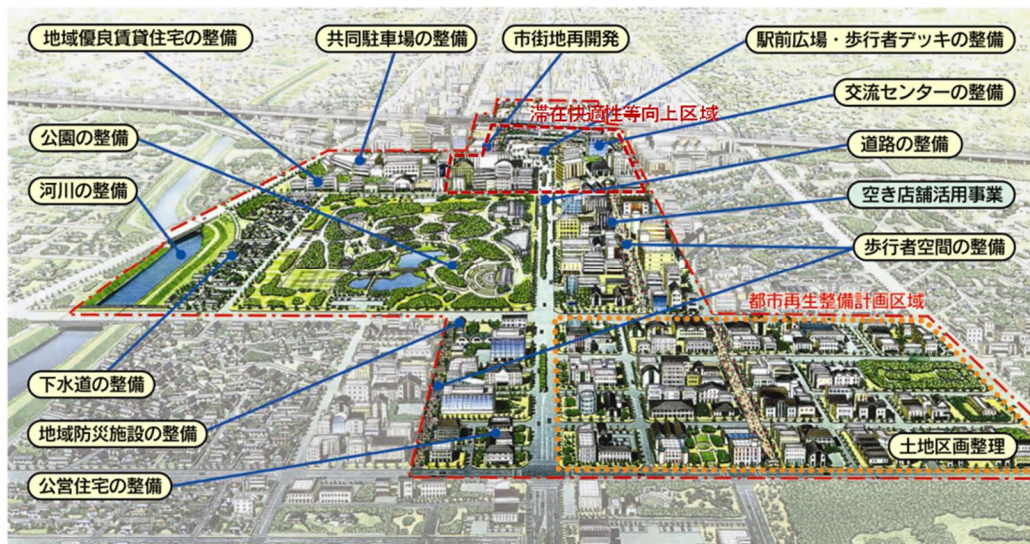 地域優良賃貸住宅の整備
共同駐車場の整備
市街地再開発
駅前広場・歩行者デッキの整備
交流センターの整備
滞在快適性等向上区域
公園の整備
道路の整備
河川の整備
空き店舗活用事業
歩行者空間の整備
都市再生整備計画区域
下水道の整備
地域防災施設の整備
土地区画整理
公営住宅の整備